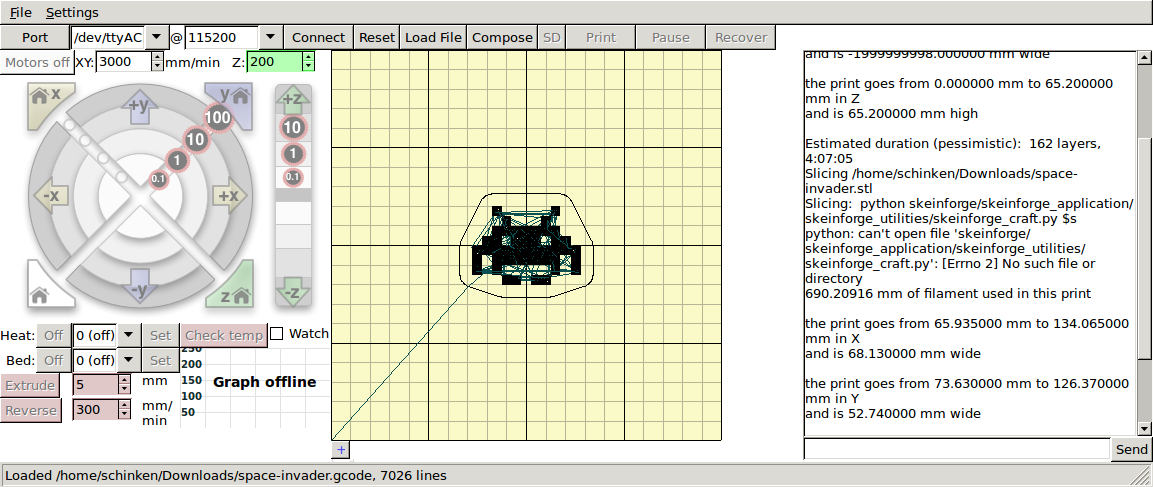 File Settings
Port /dev/ttyAC @ 115200 Connect Reset Load File Compose SD Print Pause Recover
Motors off XY: 3000 mm/min Z: 200
x
+y
y
100
10
1
0.1
-x
+x
-y
z
+z
10
1
0.1
-z
Heat: Off 0 (off) Set Check temp Watch
Bed: Off 0 (off) Set
Extrude 5 mm
Reverse 300 mm/
min
250
200
150
100
50
Graph offline
+
and is -1999999998.000000 mm wide
the print goes from 0.000000 mm to 65.200000
mm in Z
and is 65.200000 mm high
Estimated duration (pessimistic): 162 layers,
4:07:05
Slicing /home/schinken/Downloads/space-
invader.stl
Slicing: python skeinforge/skeinforge_application/
skeinforge_utilities/skeinforge_craft.py $s
python: can't open file 'skeinforge/
skeinforge_application/skeinforge_utilities/
skeinforge_craft.py': [Errno 2] No such file or
directory
690.20916 mm of filament used in this print
the print goes from 65.935000 mm to 134.065000
mm in X
and is 68.130000 mm wide
the print goes from 73.630000 mm to 126.370000
mm in Y
and is 52.740000 mm wide
Send
Loaded /home/schinken/Downloads/space-invader.gcode, 7026 lines